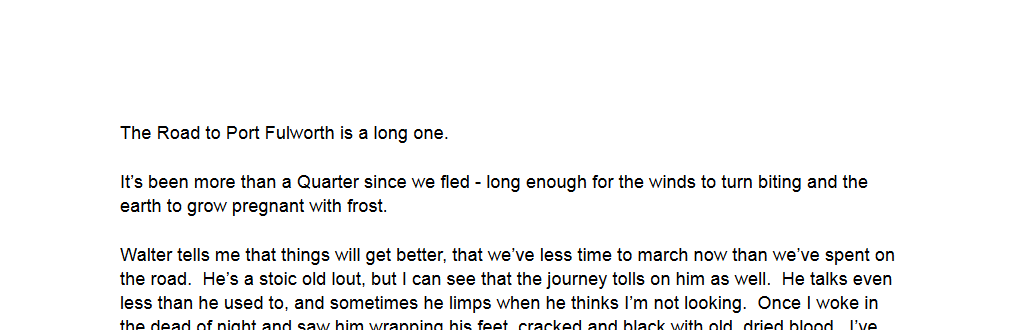 The Road to Port Fulworth is a long one.
It's been more than a Quarter since we fled - long enough for the winds to turn biting and the
earth to grow pregnant with frost.
Walter tells me that things will get better, that we've less time to march now than we've spent on
the road.  He's a stoic old lout, but I can see that the journey tolls on him as well.  He talks even
less than he used to, and sometimes he limps when he thinks I'm not looking.  Once I woke in
the dead of night and saw him wrapping his feet, cracked and black with old, dried blood.  I've